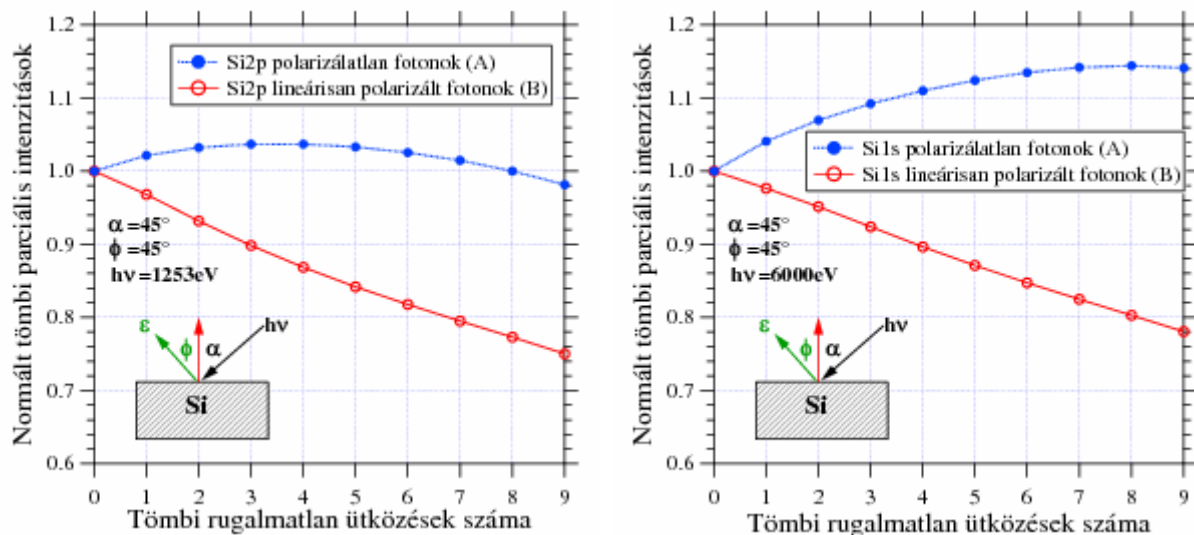 1.2
1.1
1.0
0.9
0.8
0.7
0.6
Normált tömbi parciális intenzitások
Si2p polarizálatlan fotonok (A)
Si2p lineárisan polarizált fotonok (B)
α =45°
ϕ =45°
hν =1253eV
ε
ϕ
α
hν
Si
0 1 2 3 4 5 6 7 8 9
Tömbi rugalmatlan ütközések száma
1.2
1.1
1.0
0.9
0.8
0.7
0.6
Normált tömbi parciális intenzitások
Si1s polarizálatlan fotonok (A)
Si1s lineárisan polarizált fotonok (B)
α =45°
ϕ =45°
hν =6000eV
ε
ϕ
α
hν
Si
0 1 2 3 4 5 6 7 8 9
Tömbi rugalmatlan ütközések száma